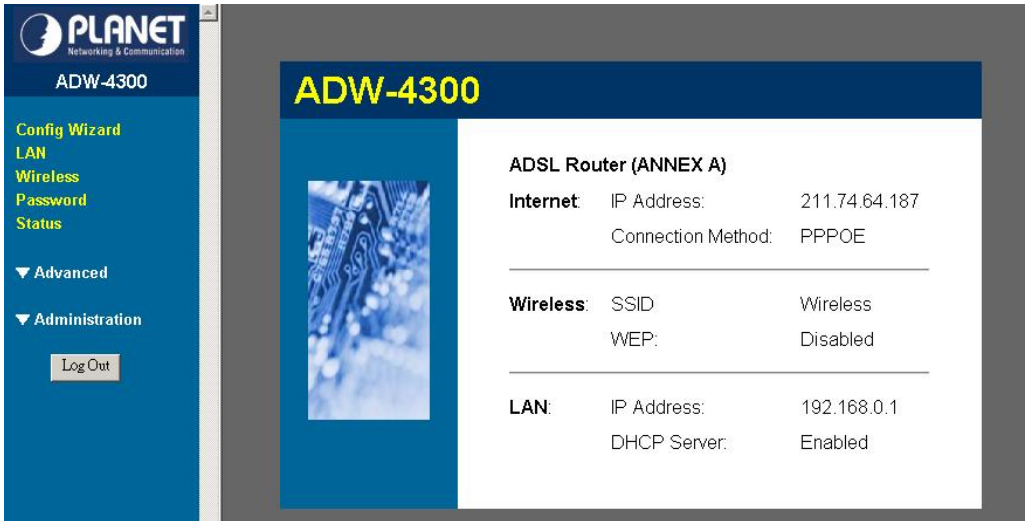 PLANET
Networking & Communication
ADW-4300
Config Wizard
LAN
Wireless
Password
Status
Advanced
Administration
Log Out
ADW-4300
ADSL Router (ANNEX A)
Internet: IP Address: 211.74.64.187
Connection Method: PPPOE
Wireless: SSID Wireless
WEP: Disabled
LAN: IP Address: 192.168.0.1
DHCP Server: Enabled